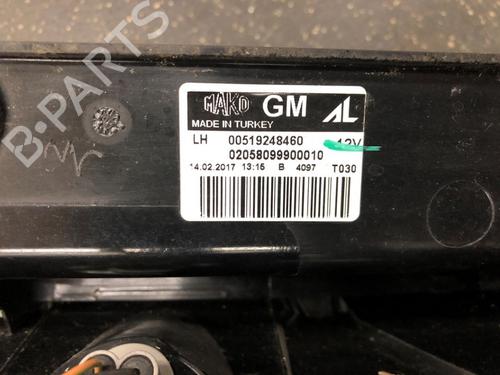 MAKO GM AL
MADE IN TURKEY
LH 00519248460 12V
02058099900010
14.02.2017 13:16 B 4097 T030
B-PARTS